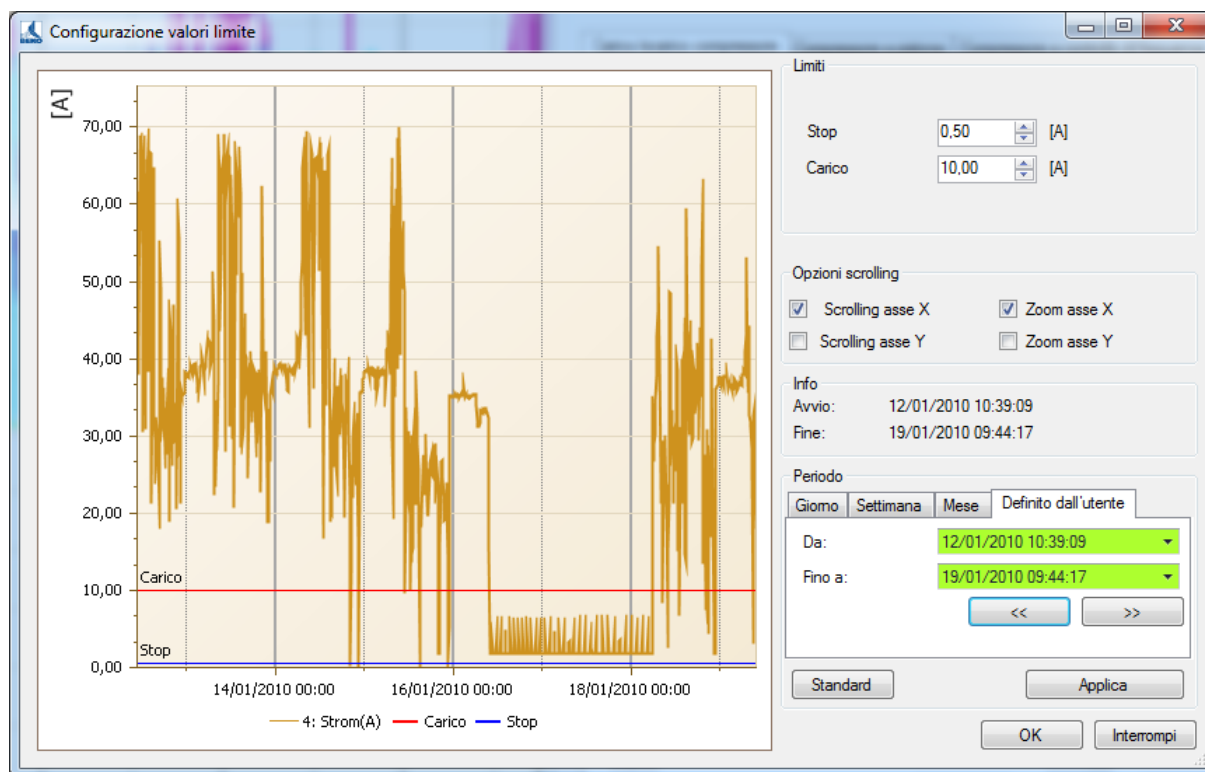 Configurazione valori limite
[A]
70,00
60,00
50,00
40,00
30,00
20,00
10,00
0,00
Carico
Stop
14/01/2010 00:00
16/01/2010 00:00
18/01/2010 00:00
4: Strom(A) Carico Stop
Limiti
Stop 0,50 [A]
Carico 10,00 [A]
Opzioni scrolling
Scrolling asse X Zoom asse X
Scrolling asse Y Zoom asse Y
Info
Avvio: 12/01/2010 10:39:09
Fine: 19/01/2010 09:44:17
Periodo
Giorno Settimana Mese Definito dall'utente
Da: 12/01/2010 10:39:09
Fino a: 19/01/2010 09:44:17
<< >>
Standard Applica
OK Interrompi